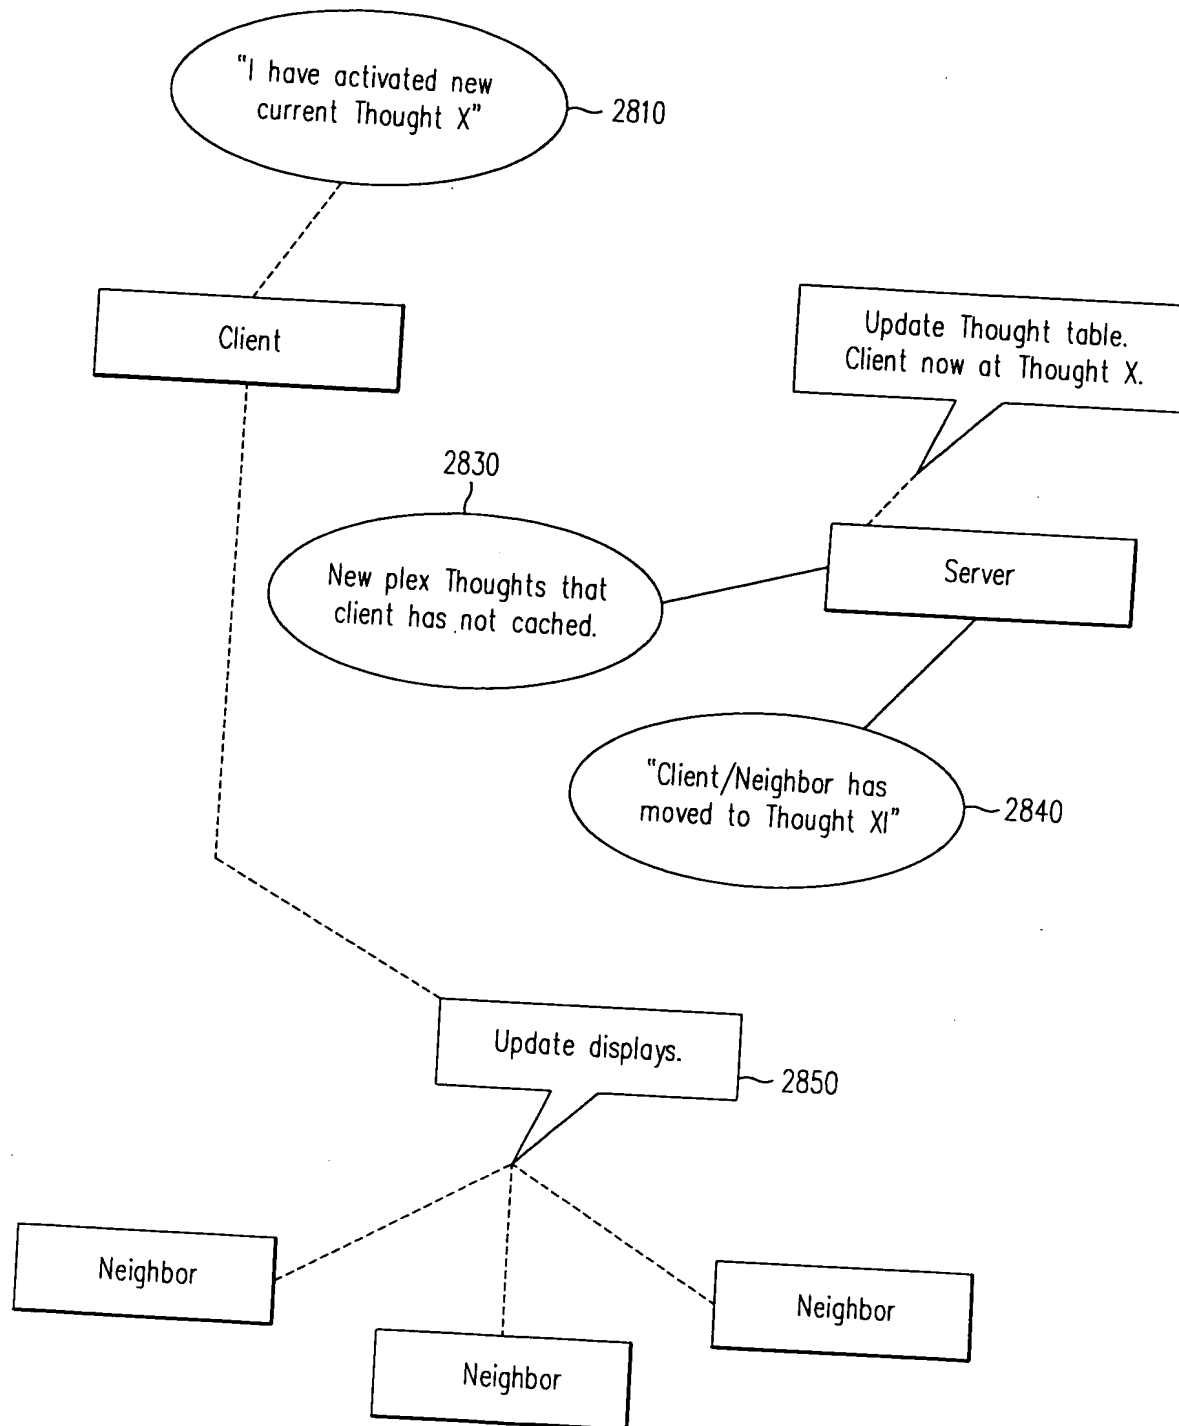 “I have activated new
current Thought X”
2810
Client
Update Thought table.
Client now at Thought X.
2830
New plex Thoughts that
client has not cached.
Server
“Client/Neighbor has
moved to Thought XI”
2840
Update displays.
2850
Neighbor
Neighbor
Neighbor